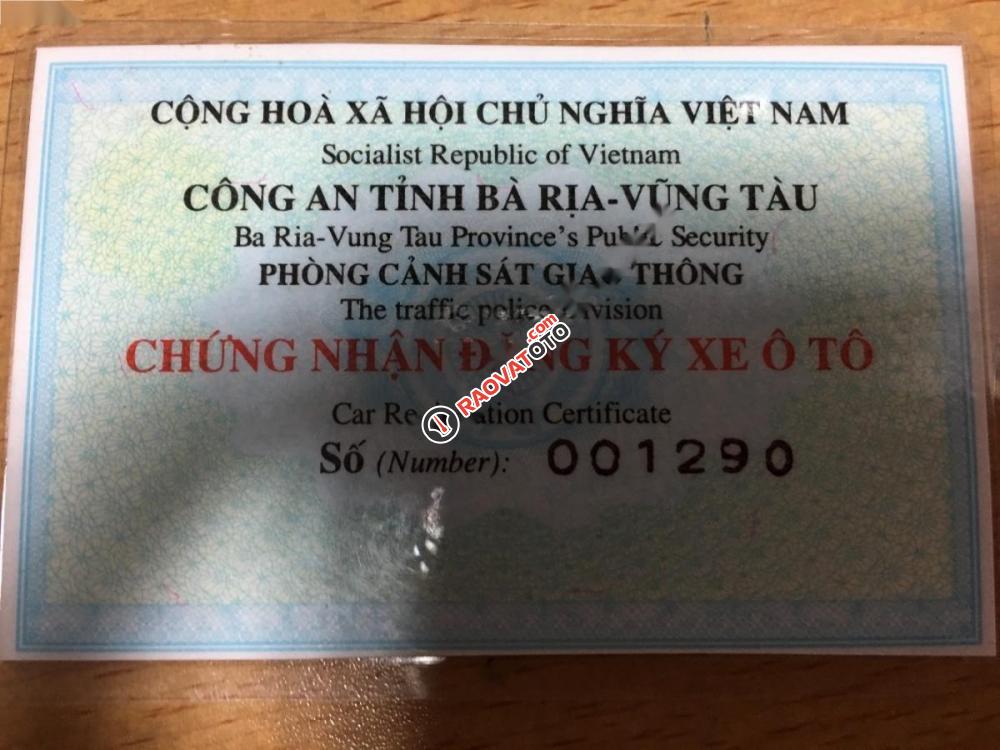 CỘNG HOÀ XÃ HỘI CHỦ NGHĨA VIỆT NAM
Socialist Republic of Vietnam
CÔNG AN TỈNH BÀ RỊA-VŨNG TÀU
Ba Ria-Vung Tau Province's Security
PHÒNG CẢNH SÁT THÔNG
The traffic police
CHỨNG NHẬN KÝ XE Ô TÔ
RAOVATOTO.com
Car Certificate
Số (Number): 001290